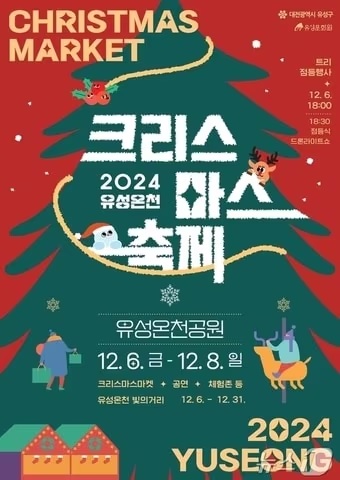 CHRISTMAS
MARKET
대전광역시 유성구
유성문화원
트리
점등행사
+
12. 6.
18:00
18:30
점등식
드론라이트쇼
크리스
2024
유성온천
마스
축제
유성온천공원
12. 6. 금 - 12. 8. 일
크리스마스마켓 + 공연 + 체험존 등
유성온천 빛의거리 12. 6. - 12. 31.
2024
YUSEONG
뉴스1